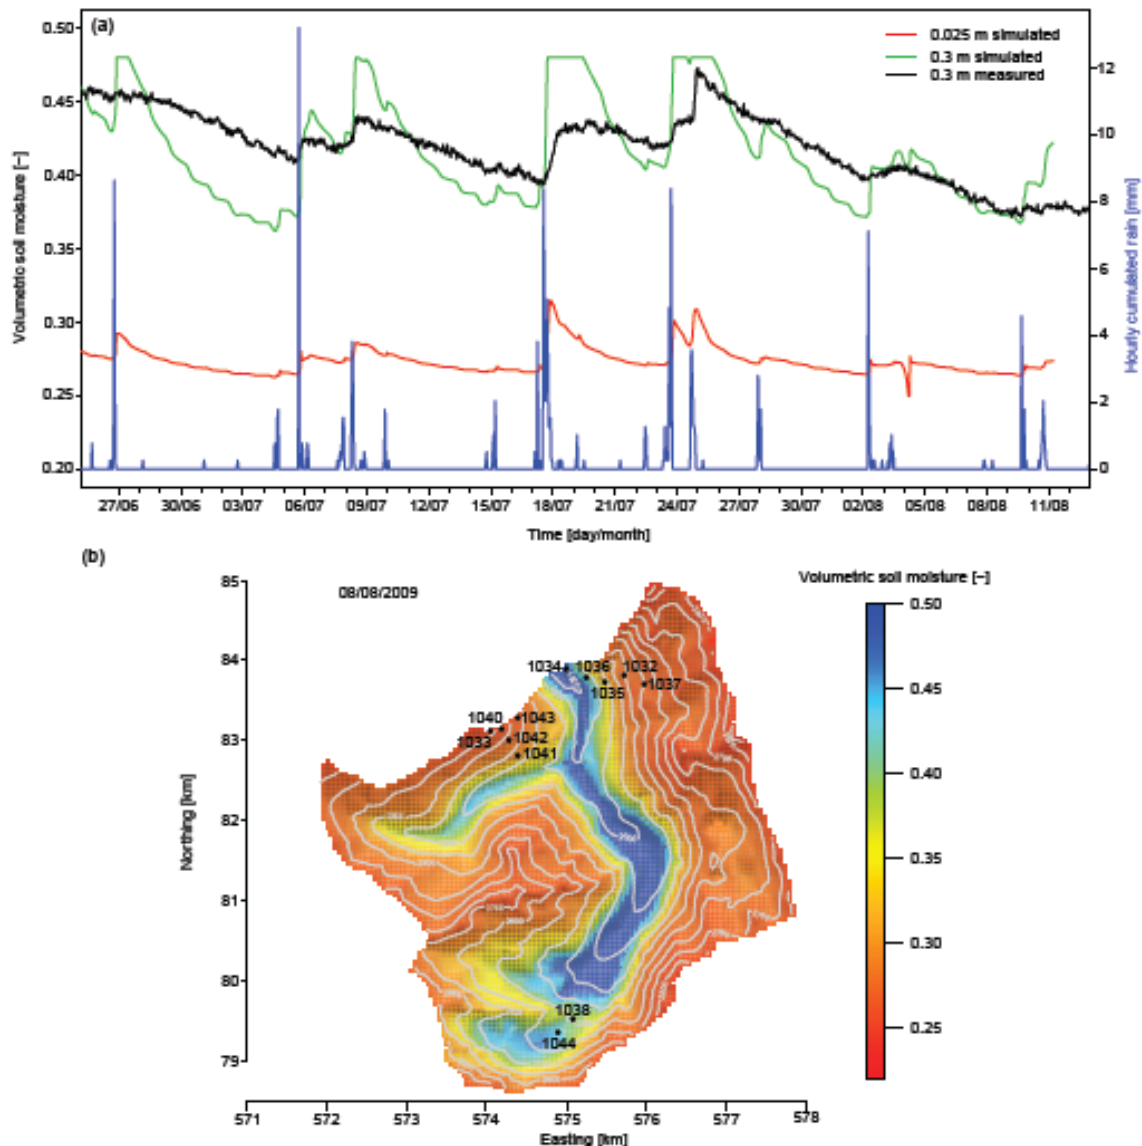 (a)
0.025 m simulated
0.3 m simulated
0.3 m measured
0.50
0.45
0.40
0.35
0.30
0.25
0.20
Volumetric soil moisture [–]
12
10
8
6
4
2
0
Hourly cumulated rain [mm]
27/06 30/06 03/07 06/07 09/07 12/07 15/07 18/07 21/07 24/07 27/07 30/07 02/08 05/08 08/08 11/08
Time [day/month]
(b)
08/08/2009
Volumetric soil moisture [–]
85
84
83
82
81
80
79
Northing [km]
1034 1036 1032
1035 1037
1040 1043
1033 1042
1041
1038
1044
0.50
0.45
0.40
0.35
0.30
0.25
571 572 573 574 575 576 577 578
Easting [km]